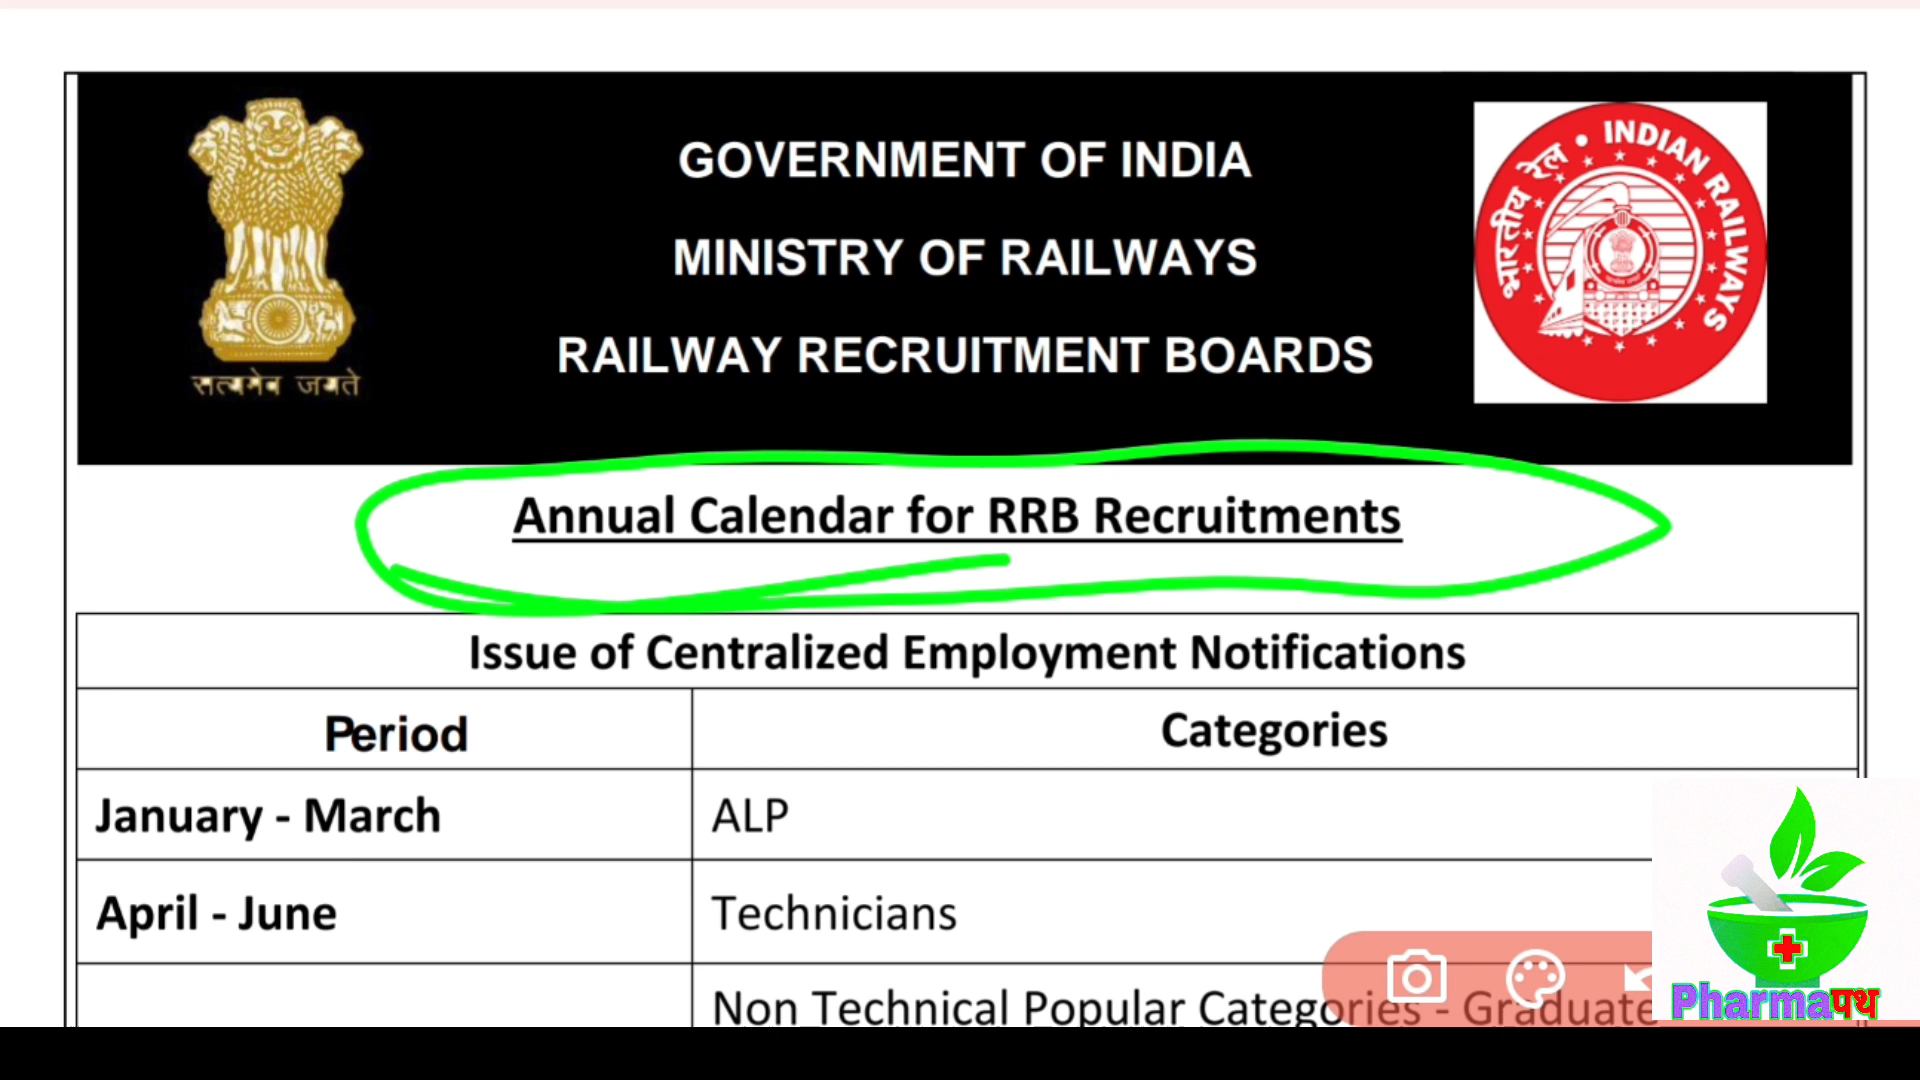 GOVERNMENT OF INDIA
MINISTRY OF RAILWAYS
RAILWAY RECRUITMENT BOARDS
सत्यमेव जयते
भारतीय रेल • INDIAN RAILWAYS
Annual Calendar for RRB Recruitments
Issue of Centralized Employment Notifications
Period Categories
January - March ALP
April - June Technicians
Non Technical Popular Categories - Graduate
Pharmaपथ